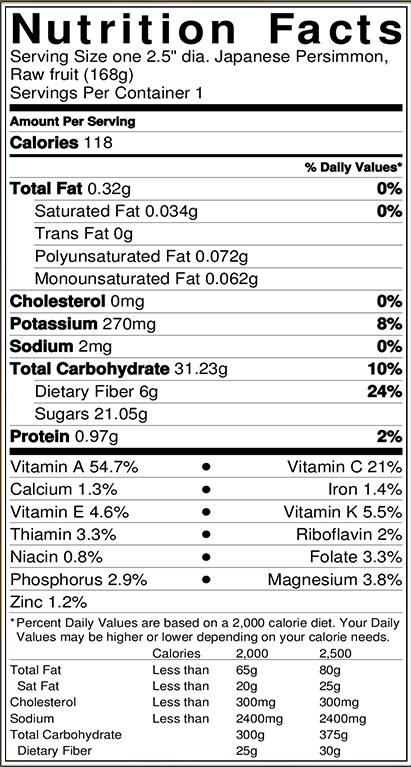 Nutrition Facts
Serving Size one 2.5" dia. Japanese Persimmon,
Raw fruit (168g)
Servings Per Container 1
Amount Per Serving
Calories 118
% Daily Values*
Total Fat 0.32g 0%
Saturated Fat 0.034g 0%
Trans Fat 0g
Polyunsaturated Fat 0.072g
Monounsaturated Fat 0.062g
Cholesterol 0mg 0%
Potassium 270mg 8%
Sodium 2mg 0%
Total Carbohydrate 31.23g 10%
Dietary Fiber 6g 24%
Sugars 21.05g
Protein 0.97g 2%
Vitamin A 54.7% • Vitamin C 21%
Calcium 1.3% • Iron 1.4%
Vitamin E 4.6% • Vitamin K 5.5%
Thiamin 3.3% • Riboflavin 2%
Niacin 0.8% • Folate 3.3%
Phosphorus 2.9% • Magnesium 3.8%
Zinc 1.2%
*Percent Daily Values are based on a 2,000 calorie diet. Your Daily
Values may be higher or lower depending on your calorie needs.
Calories 2,000 2,500
Total Fat Less than 65g 80g
Sat Fat Less than 20g 25g
Cholesterol Less than 300mg 300mg
Sodium Less than 2400mg 2400mg
Total Carbohydrate 300g 375g
Dietary Fiber 25g 30g